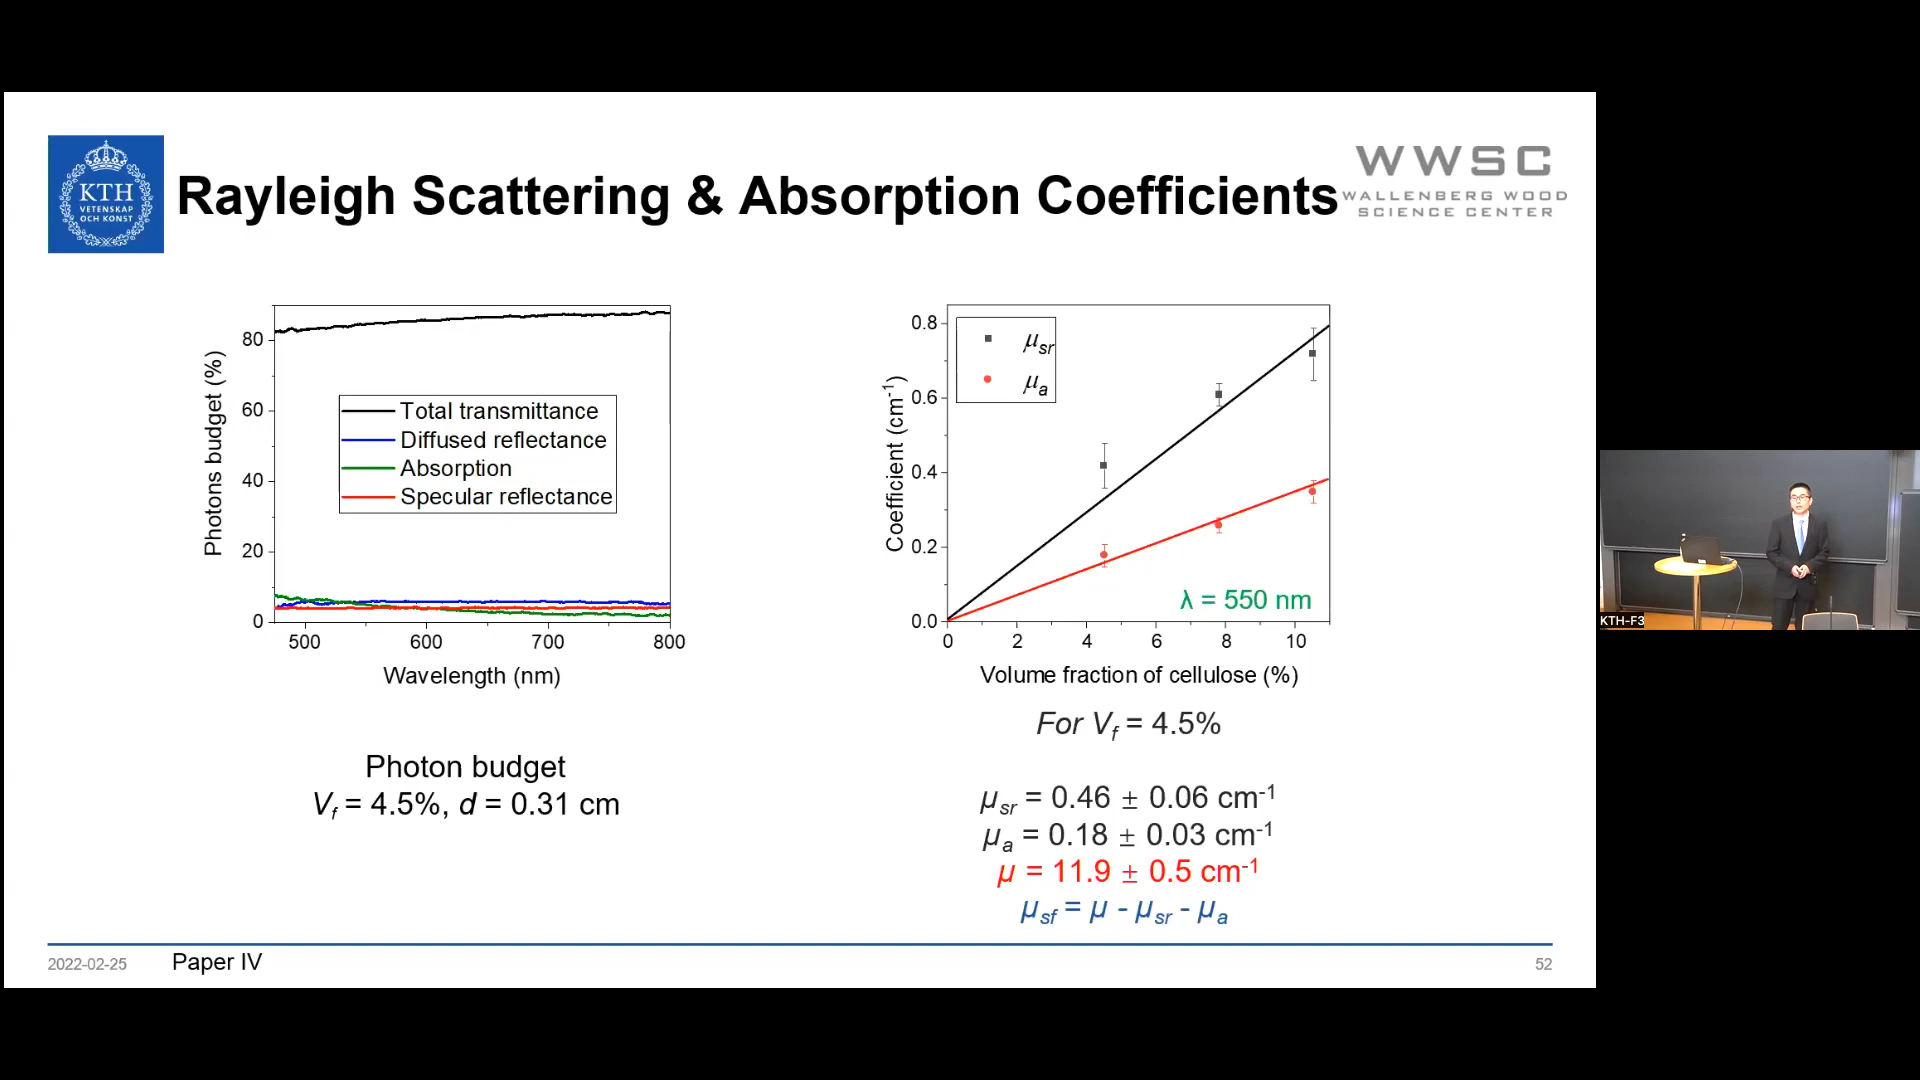 KTH
VETENSKAP
OCH KONST
Rayleigh Scattering & Absorption Coefficients
WWSC
WALLENBERG WOOD
SCIENCE CENTER
Photons budget (%)
80
60
40
20
0
Total transmittance
Diffused reflectance
Absorption
Specular reflectance
500 600 700 800
Wavelength (nm)
Photon budget
Vf = 4.5%, d = 0.31 cm
Coefficient (cm-1)
0.8
0.6
0.4
0.2
0.0
μsr
μa
λ = 550 nm
0 2 4 6 8 10
Volume fraction of cellulose (%)
For Vf = 4.5%
μsr = 0.46 ± 0.06 cm-1
μa = 0.18 ± 0.03 cm-1
μ = 11.9 ± 0.5 cm-1
μsf = μ - μsr - μa
2022-02-25
Paper IV
52
KTH-F3